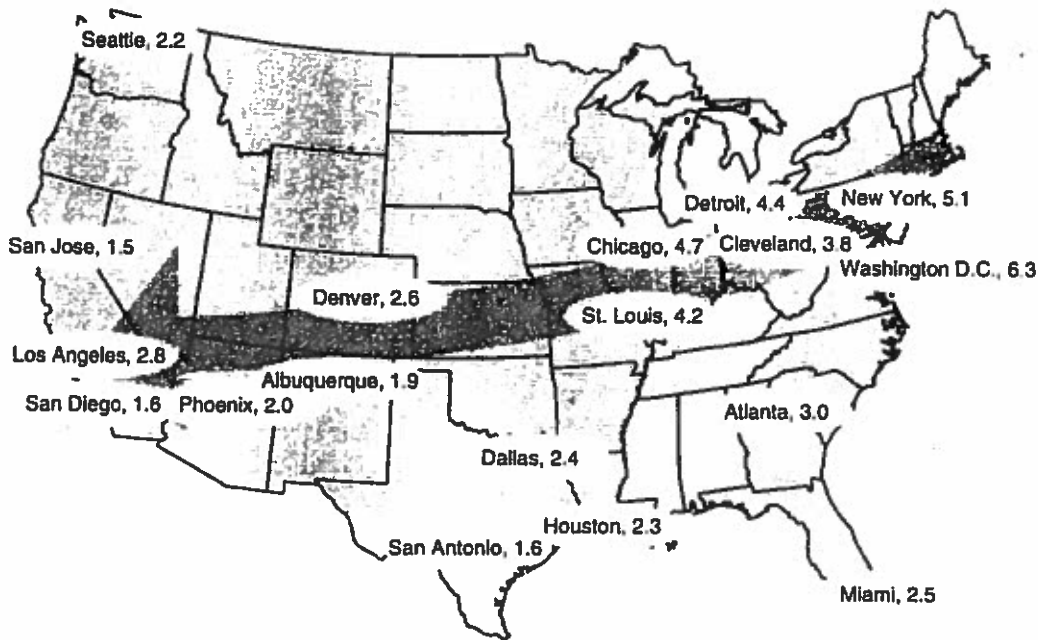 Seattle, 2.2
Detroit, 4.4
New York, 5.1
San Jose, 1.5
Chicago, 4.7
Cleveland, 3.8
Washington D.C., 6.3
Denver, 2.6
St. Louis, 4.2
Los Angeles, 2.8
Albuquerque, 1.9
San Diego, 1.6
Phoenix, 2.0
Atlanta, 3.0
Dallas, 2.4
Houston, 2.3
San Antonio, 1.6
Miami, 2.5